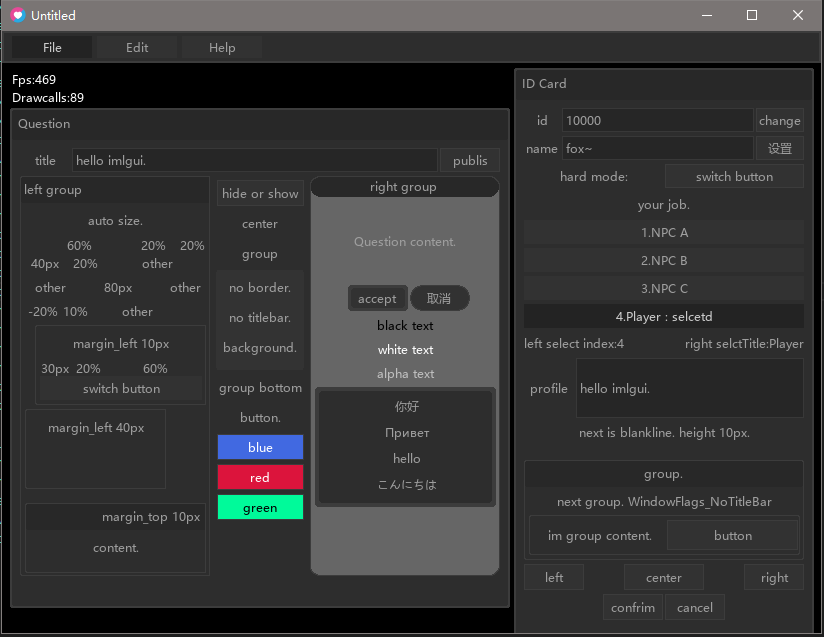 Untitled
File Edit Help
Fps:469
Drawcalls:89
Question
title hello imlgui. publis
left group
auto size.
60% 20% 20%
40px 20% other
other 80px other
-20% 10% other
margin_left 10px
30px 20% 60%
switch button
margin_left 40px
margin_top 10px
content.
hide or show
center
group
no border.
no titlebar.
background.
group bottom
button.
blue
red
green
right group
Question content.
accept 取消
black text
white text
alpha text
你好
Привет
hello
こんにちは
ID Card
id 10000 change
name fox~ 设置
hard mode: switch button
your job.
1.NPC A
2.NPC B
3.NPC C
4.Player : selcetd
left select index:4 right selctTitle:Player
profile hello imlgui.
next is blankline. height 10px.
group.
next group. WindowFlags_NoTitleBar
im group content. button
left center right
confrim cancel